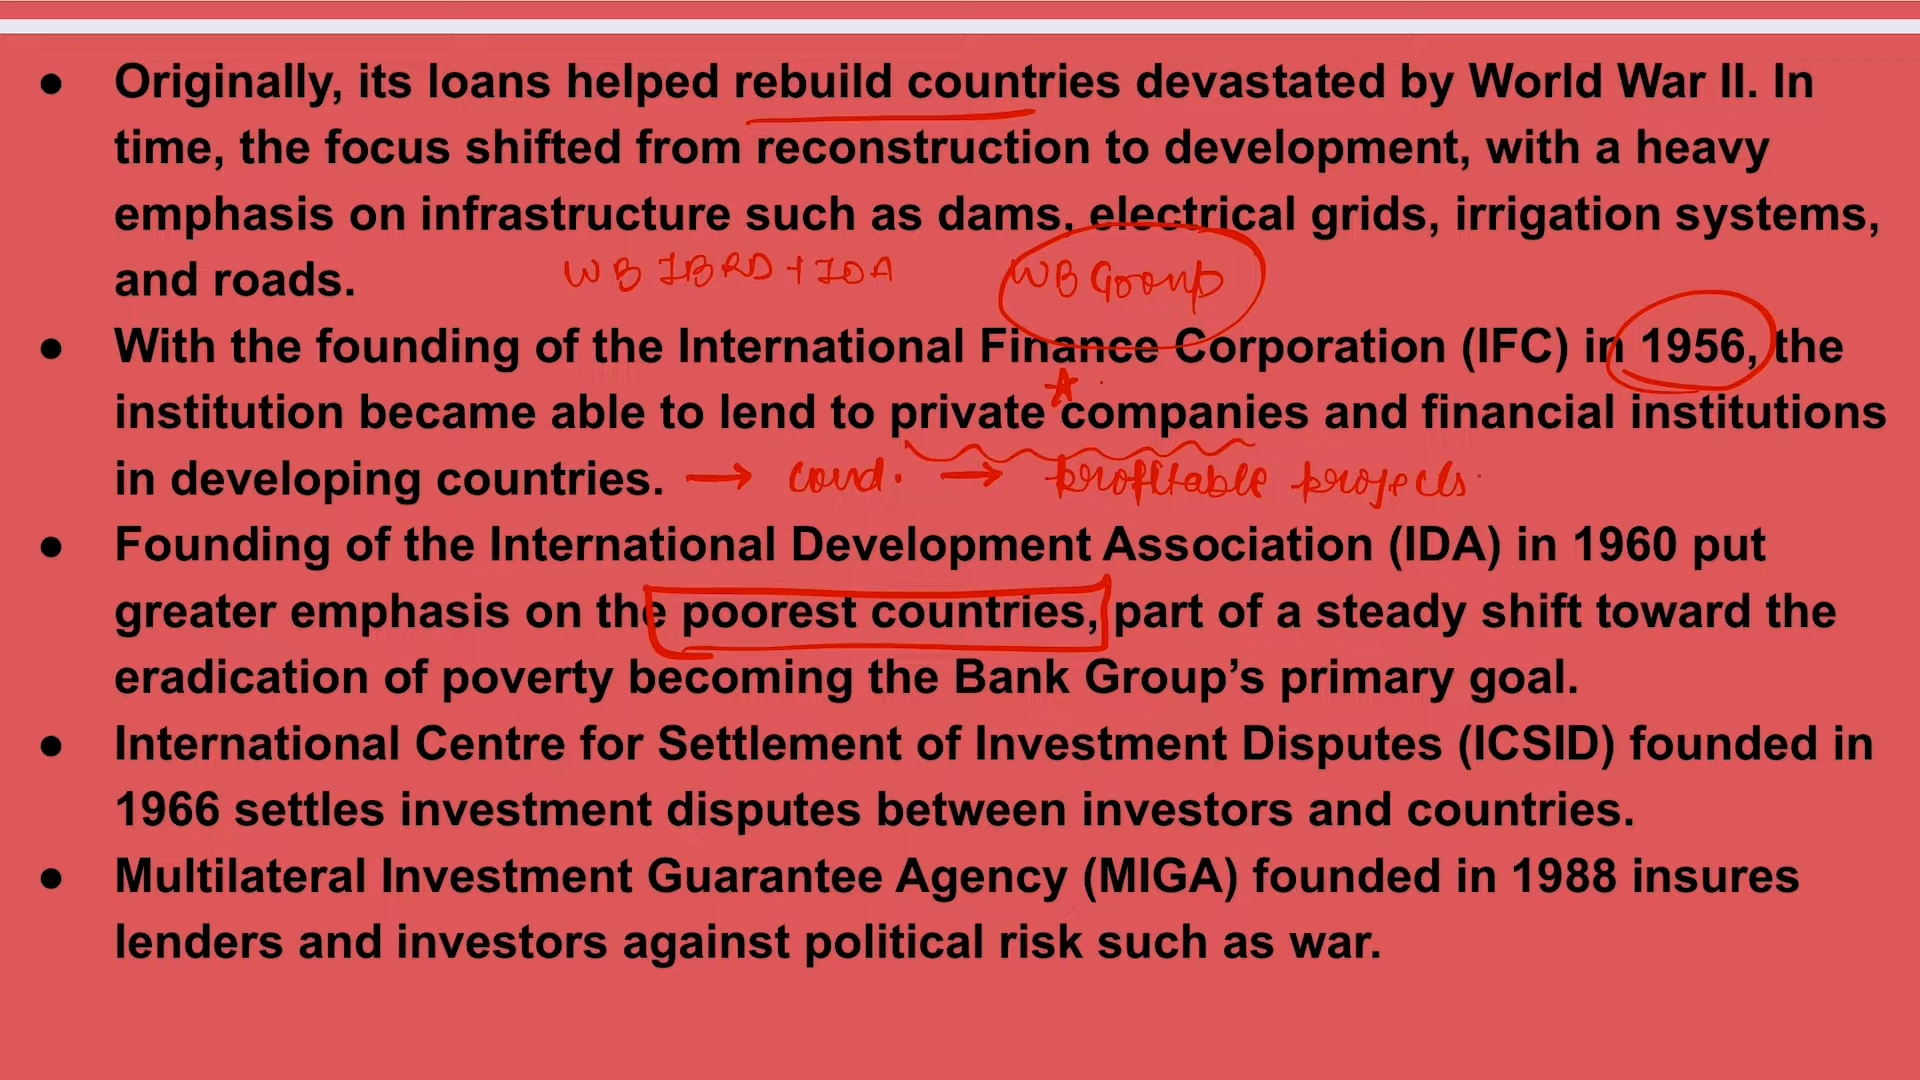 ● Originally, its loans helped rebuild countries devastated by World War II. In
time, the focus shifted from reconstruction to development, with a heavy
emphasis on infrastructure such as dams, electrical grids, irrigation systems,
and roads. WB IBRD + IDA WB Group
● With the founding of the International Finance Corporation (IFC) in 1956, the
institution became able to lend to private companies and financial institutions
in developing countries. → cond. → profitable projects
● Founding of the International Development Association (IDA) in 1960 put
greater emphasis on the poorest countries, part of a steady shift toward the
eradication of poverty becoming the Bank Group’s primary goal.
● International Centre for Settlement of Investment Disputes (ICSID) founded in
1966 settles investment disputes between investors and countries.
● Multilateral Investment Guarantee Agency (MIGA) founded in 1988 insures
lenders and investors against political risk such as war.